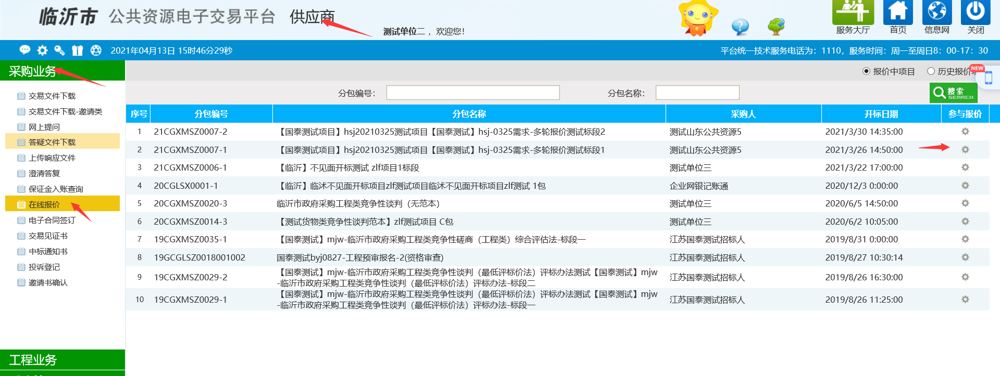 临沂市 公共资源电子交易平台 供应商
测试单位二 ，欢迎您！
服务大厅 首页 信息网 关闭
2021年04月13日 15时46分29秒
平台统一技术服务电话为：1110，服务时间：周一至周日8：00-17：30
采购业务
交易文件下载
交易文件下载-邀请类
网上提问
答疑文件下载
上传响应文件
澄清答复
保证金入账查询
在线报价
电子合同签订
交易见证书
中标通知书
投诉登记
邀请书确认
工程业务
报价中项目 历史报价
NEW
分包编号： 分包名称： 搜索 SEARCH
序号 分包编号 分包名称 采购人 开标日期 参与报价
1 21CGXMSZ0007-2 【国泰测试项目】hsj20210325测试项目【国泰测试】hsj-0325需求-多轮报价测试标段2 测试山东公共资源5 2021/3/30 14:35:00
2 21CGXMSZ0007-1 【国泰测试项目】hsj20210325测试项目【国泰测试】hsj-0325需求-多轮报价测试标段1 测试山东公共资源5 2021/3/26 14:50:00
3 21CGXMSZ0006-1 【临沂】不见面开标测试 zlf项目1标段 测试单位三 2021/3/22 17:00:00
4 20CGLSX0001-1 【临沂】临沭不见面开标项目zlf测试项目临沭不见面开标项目zlf测试 1包 企业网银记账通 2020/12/3 0:00:00
5 20CGXMSZ0020-3 临沂市政府采购工程类竞争性谈判（无范本） 测试单位三 2020/6/5 14:50:00
6 20CGXMSZ0014-3 【测试货物类竞争性谈判范本】zlf测试项目 C包 测试单位三 2020/6/2 10:05:00
7 19CGXMSZ0035-1 【国泰测试】mjw-临沂市政府采购工程类竞争性磋商（工程类）综合评估法-标段一 江苏国泰测试招标人 2019/8/31 0:00:00
8 19GCGLSZ0018001002 国泰测试byj0827-工程预审报名-2(资格审查) 江苏国泰测试招标人 2019/8/27 10:30:14
9 19CGXMSZ0029-2 【国泰测试】mjw-临沂市政府采购工程类竞争性谈判（最低评标价法）评标办法测试【国泰测试】mjw
-临沂市政府采购工程类竞争性谈判（最低评标价法）评标办法-标段二 江苏国泰测试招标人 2019/8/26 16:30:00
10 19CGXMSZ0029-1 【国泰测试】mjw-临沂市政府采购工程类竞争性谈判（最低评标价法）评标办法测试【国泰测试】mjw
-临沂市政府采购工程类竞争性谈判（最低评标价法）评标办法-标段一 江苏国泰测试招标人 2019/8/26 11:25:00